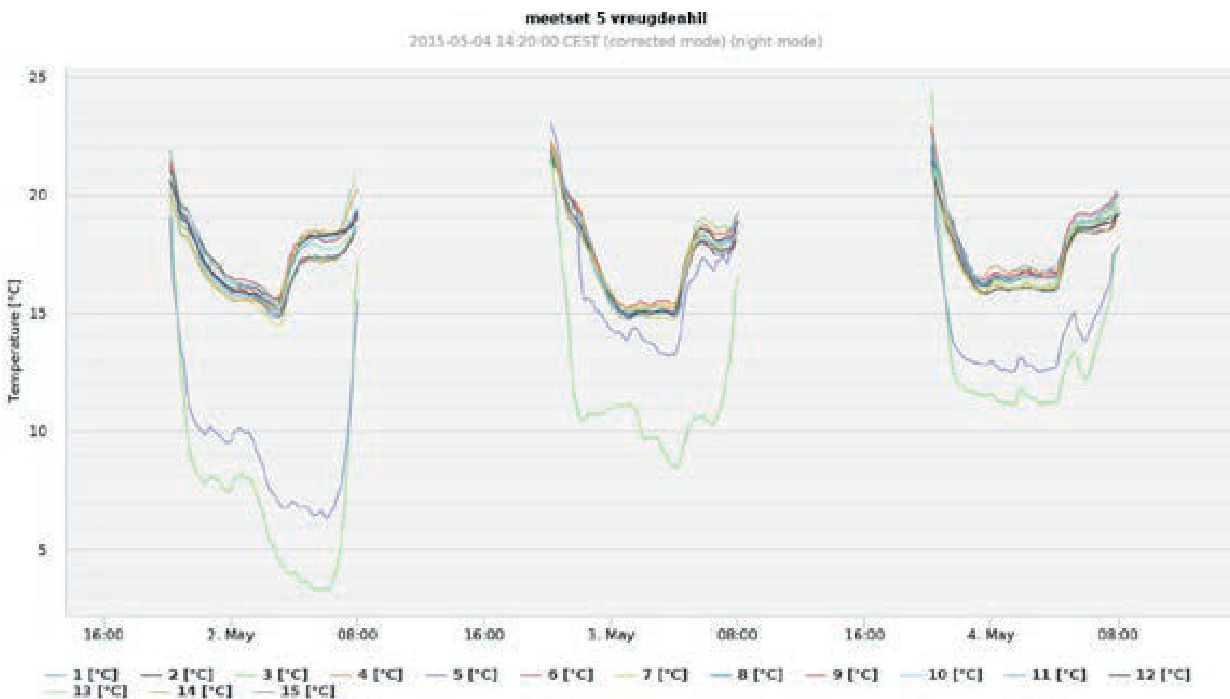 meetset 5 vreugdenhil
2015-05-04 14:20:00 CEST (corrected mode) (night mode)
25
20
15
10
5
Temperature [°C]
16:00 2. May 08:00 16:00 3. May 08:00 16:00 4. May 08:00
1 [°C] 2 [°C] 3 [°C] 4 [°C] 5 [°C] 6 [°C] 7 [°C] 8 [°C] 9 [°C] 10 [°C] 11 [°C] 12 [°C]
13 [°C] 14 [°C] 15 [°C]